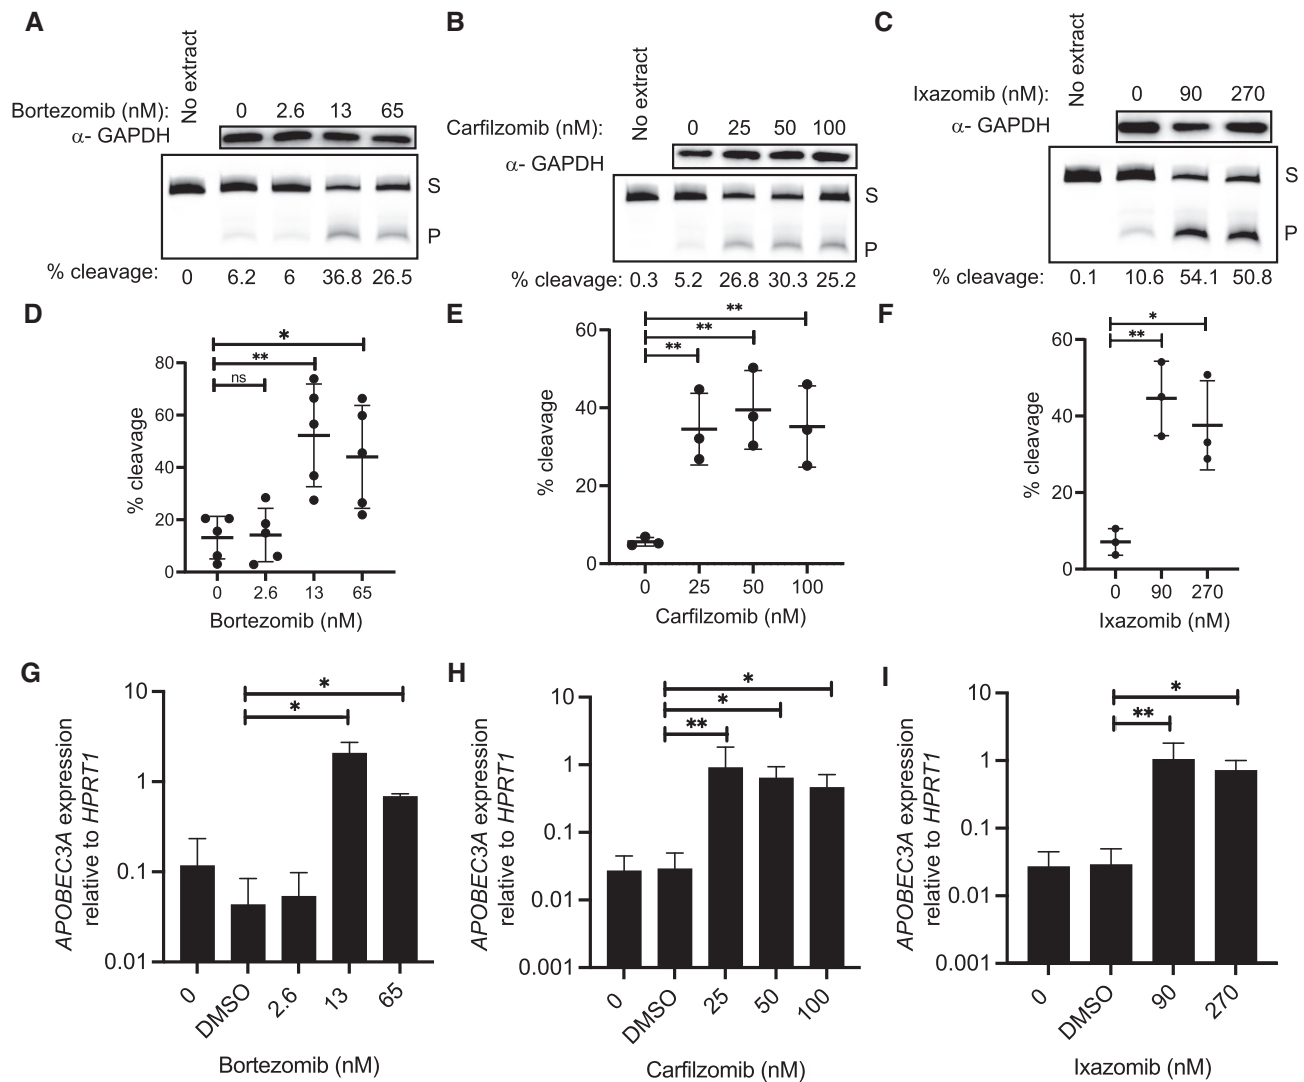 A
No extract
Bortezomib (nM): 0 2.6 13 65
α- GAPDH
S
P
% cleavage: 0 6.2 6 36.8 26.5
B
No extract
Carfilzomib (nM): 0 25 50 100
α- GAPDH
S
P
% cleavage: 0.3 5.2 26.8 30.3 25.2
C
No extract
Ixazomib (nM): 0 90 270
α- GAPDH
S
P
% cleavage: 0.1 10.6 54.1 50.8
D
*
**
ns
% cleavage
80
60
40
20
0
0 2.6 13 65
Bortezomib (nM)
E
**
**
**
% cleavage
60
40
20
0
0 25 50 100
Carfilzomib (nM)
F
*
**
% cleavage
60
40
20
0
0 90 270
Ixazomib (nM)
G
*
*
APOBEC3A expression
relative to HPRT1
10
1
0.1
0.01
0 DMSO 2.6 13 65
Bortezomib (nM)
H
*
*
**
APOBEC3A expression
relative to HPRT1
10
1
0.1
0.01
0.001
0 DMSO 25 50 100
Carfilzomib (nM)
I
*
**
APOBEC3A expression
relative to HPRT1
10
1
0.1
0.01
0.001
0 DMSO 90 270
Ixazomib (nM)